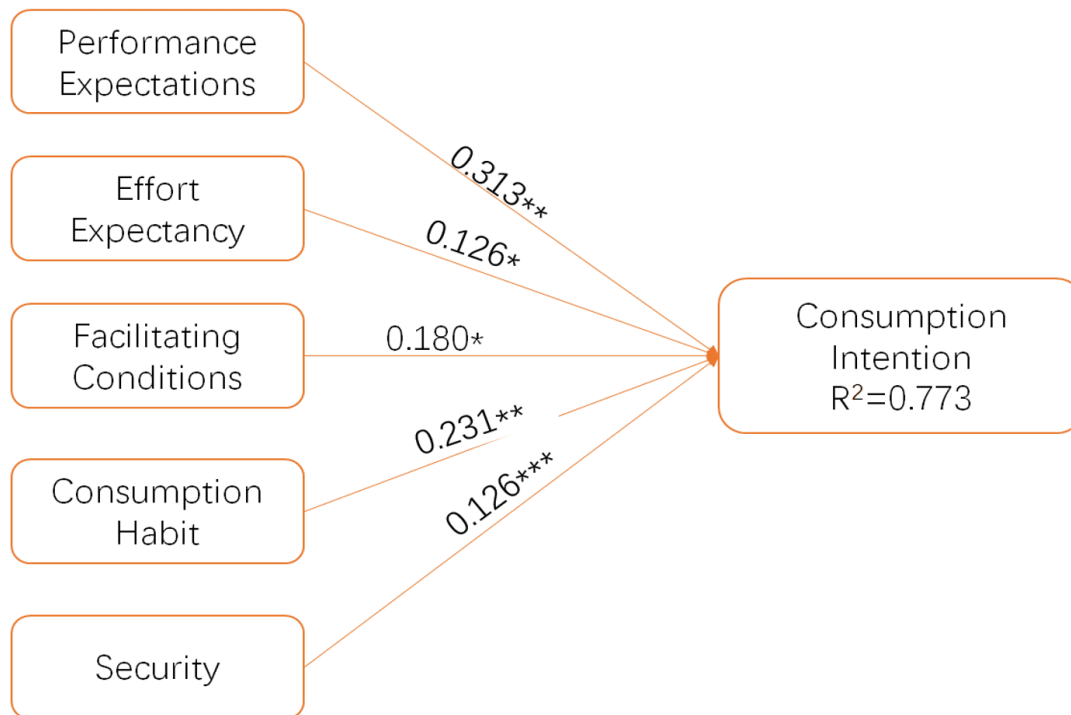 Performance
Expectations
0.313**
Effort
Expectancy
0.126*
Facilitating
Conditions
0.180*
Consumption
Intention
R²=0.773
Consumption
Habit
0.231**
0.126***
Security